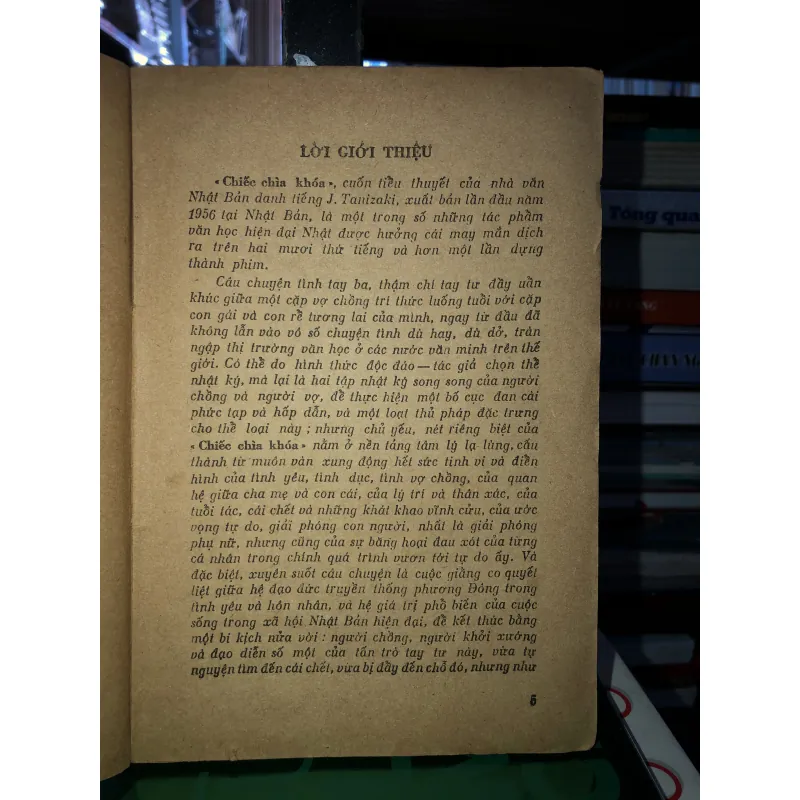 LỜI GIỚI THIỆU
«Chiếc chìa khóa», cuốn tiểu thuyết của nhà văn
Nhật Bản danh tiếng J. Tanizaki, xuất bản lần đầu năm
1956 tại Nhật Bản, là một trong số những tác phẩm
văn học hiện đại Nhật được hưởng cái may mắn dịch
ra trên hai mươi thứ tiếng và hơn một lần dựng
thành phim.
Câu chuyện tình tay ba, thậm chí tay tư đầy uẩn
khúc giữa một cặp vợ chồng trí thức luống tuổi với cặp
con gái và con rể tương lai của mình, ngay từ đầu đã
không lẫn vào vô số chuyện tình dù hay, dù dở, tràn
ngập thị trường văn học ở các nước văn minh trên thế
giới. Có thể do hình thức độc đáo — tác giả chọn thể
nhật ký, mà lại là hai tập nhật ký song song của người
chồng và người vợ, để thực hiện một bố cục đan cài
phức tạp và hấp dẫn, và một loạt thủ pháp đặc trưng
cho thể loại này ; nhưng chủ yếu, nét riêng biệt của
«Chiếc chìa khóa» nằm ở nền tảng tâm lý lạ lùng, cấu
thành từ muôn vàn xung động hết sức tinh vi và điển
hình của tình yêu, tình dục, tình vợ chồng, của quan
hệ giữa cha mẹ và con cái, của lý trí và thân xác, của
tuổi tác, cái chết và những khát khao vĩnh cửu, của ước
vọng tự do, giải phóng con người, nhất là giải phóng
phụ nữ, nhưng cũng của sự băng hoại đau xót của từng
cá nhân trong chính quá trình vươn tới tự do ấy. Và
đặc biệt, xuyên suốt câu chuyện là cuộc giằng co quyết
liệt giữa hệ đạo đức truyền thống phương Đông trong
tình yêu và hôn nhân, và hệ giá trị phổ biến của cuộc
sống trong xã hội Nhật Bản hiện đại, để kết thúc bằng
một bi kịch nửa vời : người chồng, người khởi xướng
và đạo diễn số một của tấn trò tay tư này, vừa tự
nguyện tìm đến cái chết, vừa bị đẩy đến chỗ đó, nhưng như
5
Tổng qua